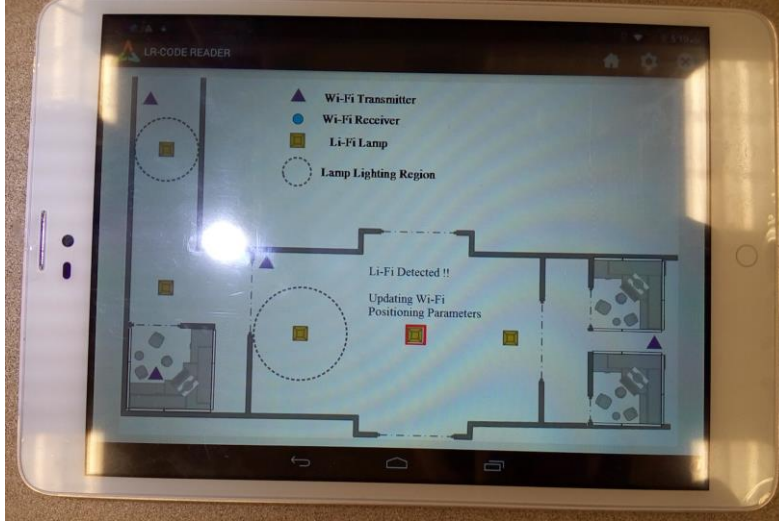 LR-CODE READER
Wi-Fi Transmitter
Wi-Fi Receiver
Li-Fi Lamp
Lamp Lighting Region
Li-Fi Detected !!
Updating Wi-Fi
Positioning Parameters